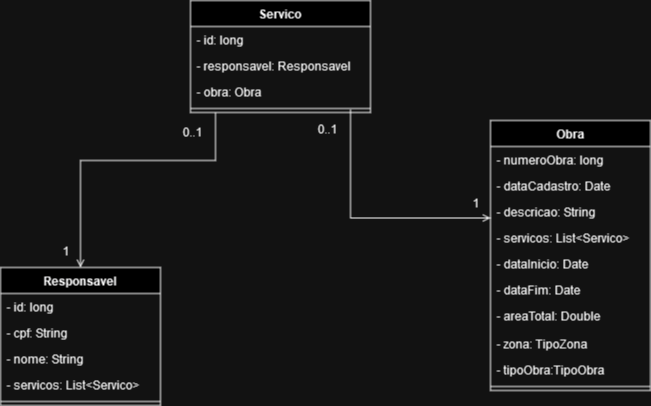 Servico
- id: long
- responsavel: Responsavel
- obra: Obra
0..1
0..1
1
1
Obra
- numeroObra: long
- dataCadastro: Date
- descricao: String
- servicos: List<Servico>
- dataInicio: Date
- dataFim: Date
- areaTotal: Double
- zona: TipoZona
- tipoObra:TipoObra
Responsavel
- id: long
- cpf: String
- nome: String
- servicos: List<Servico>